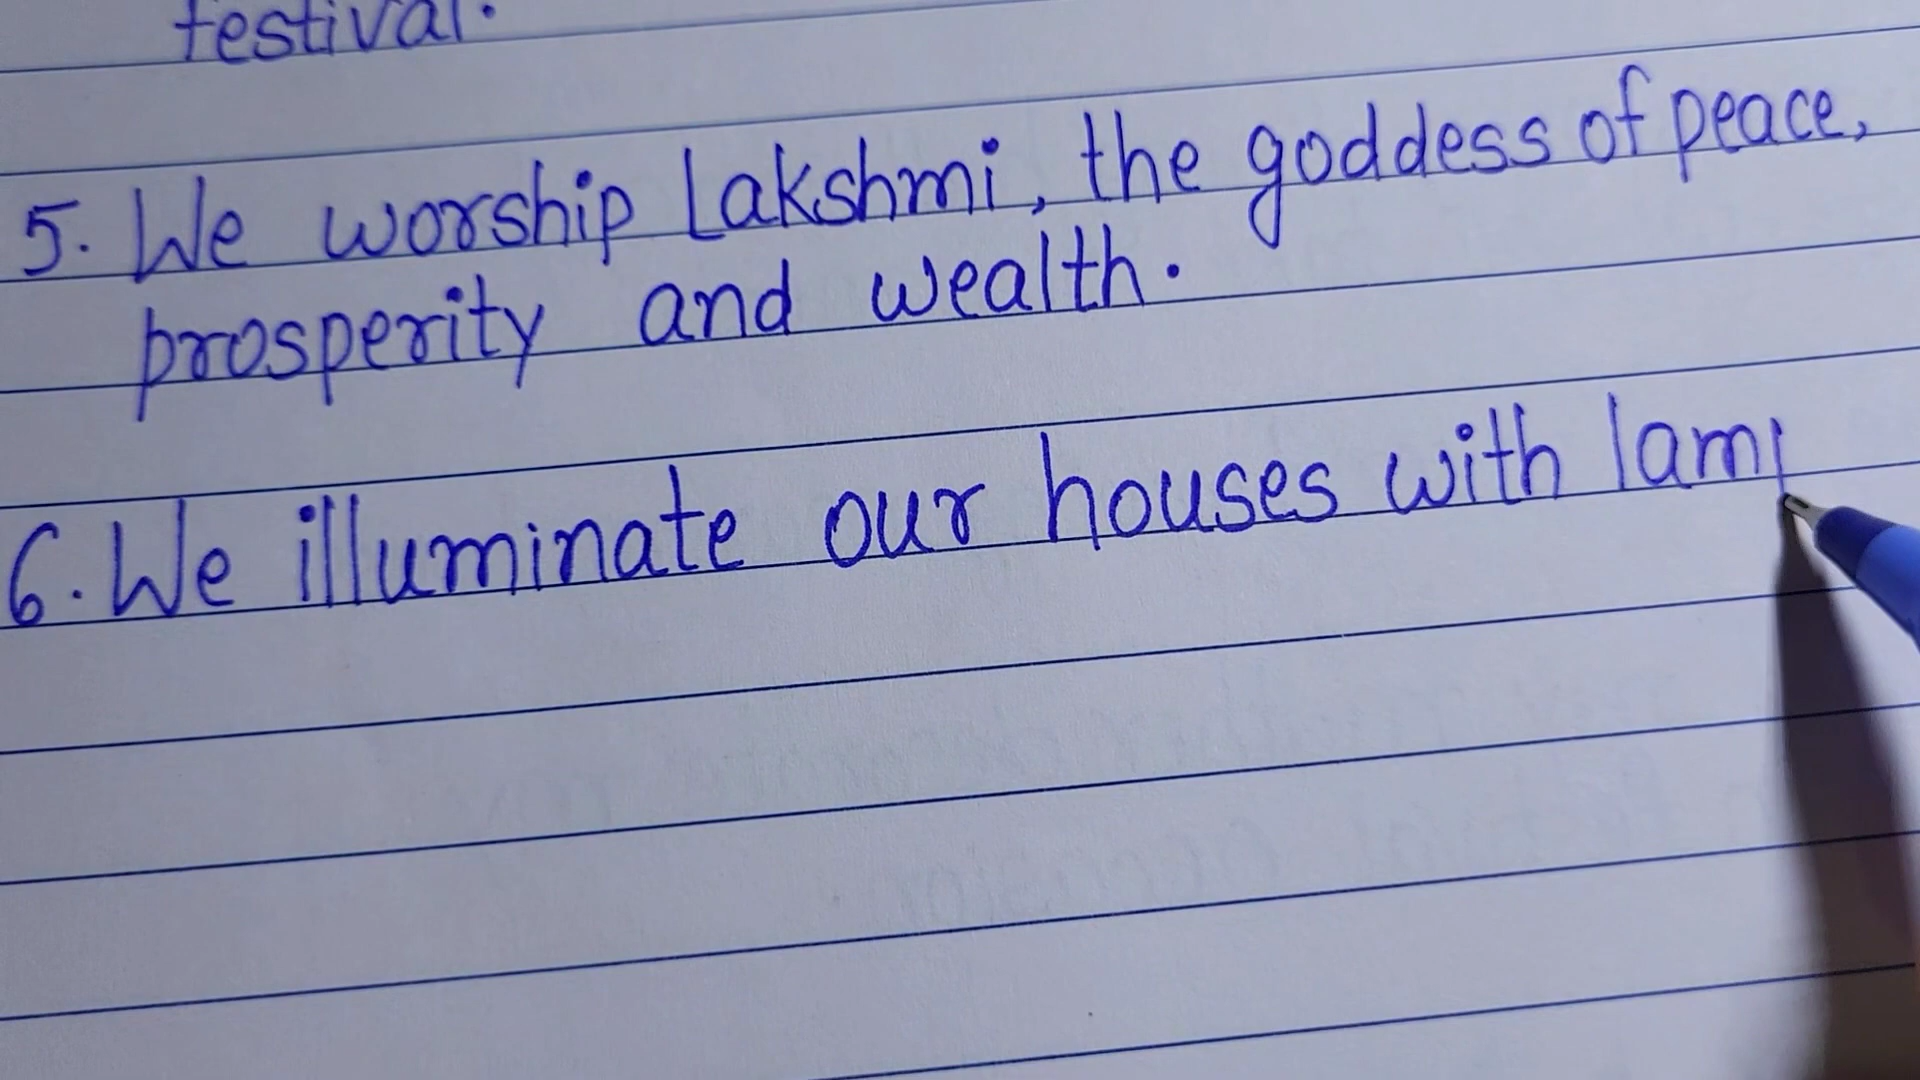 festival.
5. We worship Lakshmi, the goddess of peace,
prosperity and wealth.
6. We illuminate our houses with lam